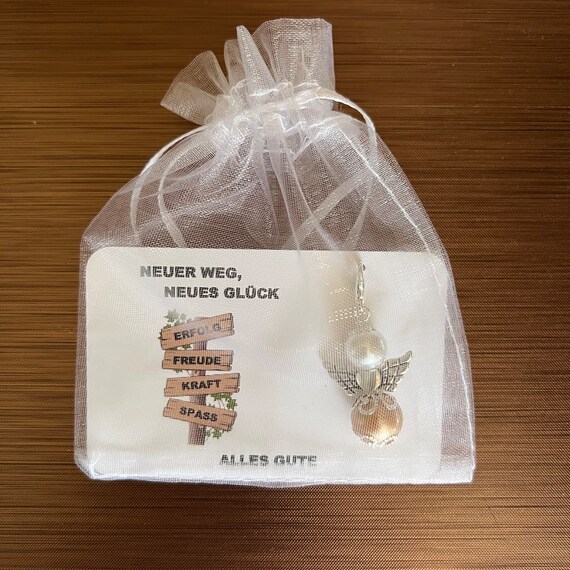 NEUER WEG,
NEUES GLÜCK
ERFOLG
FREUDE
KRAFT
SPASS
ALLES GUTE